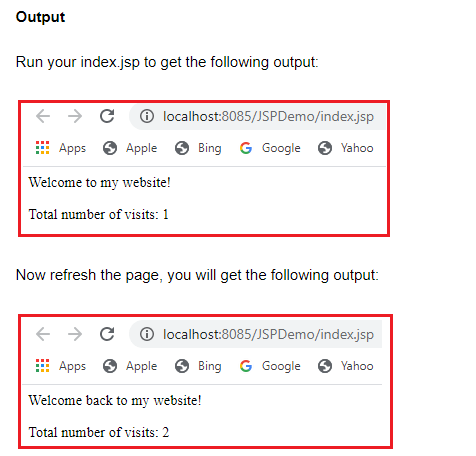 Output
Run your index.jsp to get the following output:
localhost:8085/JSPDemo/index.jsp
Apps Apple Bing Google Yahoo
Welcome to my website!
Total number of visits: 1
Now refresh the page, you will get the following output:
localhost:8085/JSPDemo/index.jsp
Apps Apple Bing Google Yahoo
Welcome back to my website!
Total number of visits: 2